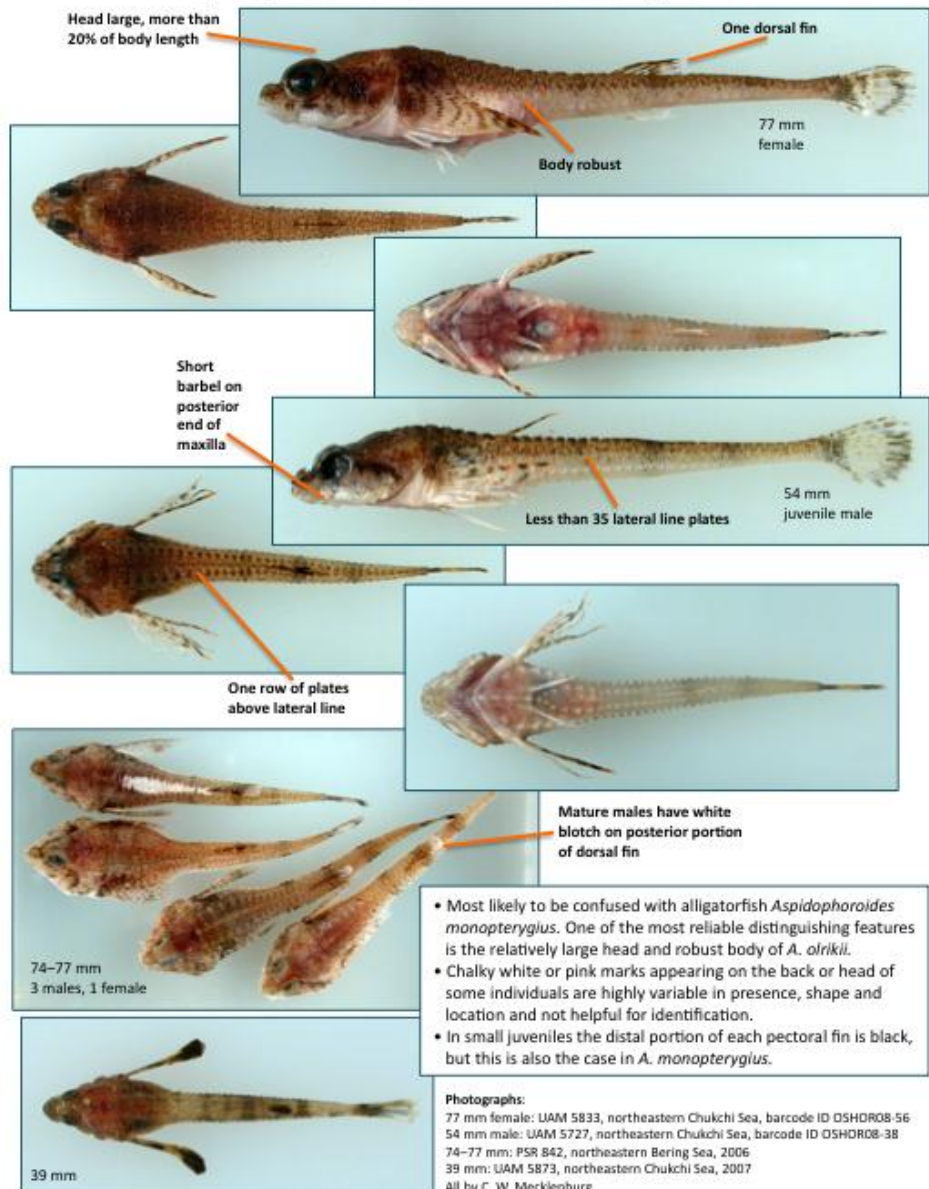 Head large, more than
20% of body length
One dorsal fin
77 mm
female
Body robust
Short
barbel on
posterior
end of
maxilla
54 mm
juvenile male
Less than 35 lateral line plates
One row of plates
above lateral line
Mature males have white
blotch on posterior portion
of dorsal fin
74–77 mm
3 males, 1 female
• Most likely to be confused with alligatorfish Aspidophoroides
monopterygius. One of the most reliable distinguishing features
is the relatively large head and robust body of A. olrikii.
• Chalky white or pink marks appearing on the back or head of
some individuals are highly variable in presence, shape and
location and not helpful for identification.
• In small juveniles the distal portion of each pectoral fin is black,
but this is also the case in A. monopterygius.
39 mm
Photographs:
77 mm female: UAM 5833, northeastern Chukchi Sea, barcode ID OSHOR08-56
54 mm male: UAM 5727, northeastern Chukchi Sea, barcode ID OSHOR08-38
74–77 mm: PSR 842, northeastern Bering Sea, 2006
39 mm: UAM 5873, northeastern Chukchi Sea, 2007
All by C. W. Mecklenburg